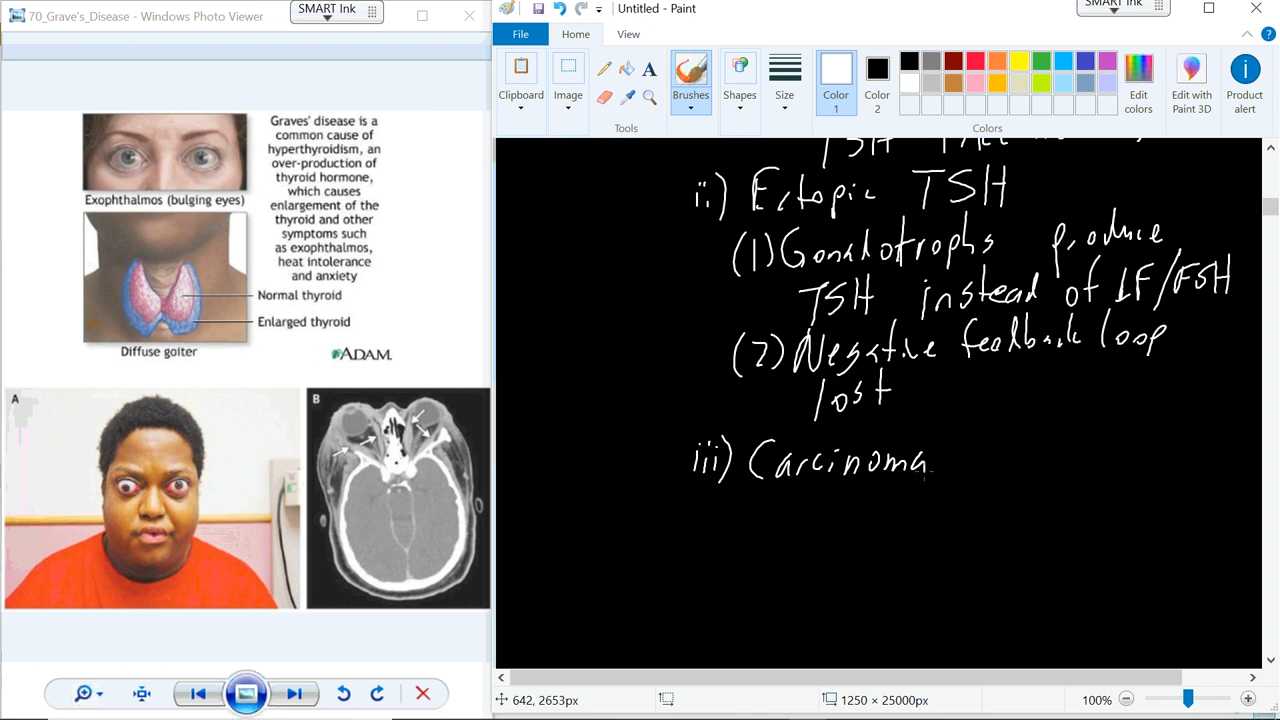 70_Grave's_Disease - Windows Photo Viewer
SMART Ink
Untitled - Paint
SMART Ink
File
Home
View
Clipboard
Image
Tools
Brushes
Shapes
Size
Color 1
Color 2
Edit colors
Edit with Paint 3D
Product alert
Colors
Graves' disease is a
common cause of
hyperthyroidism, an
over-production of
thyroid hormone,
which causes
enlargement of the
thyroid and other
symptoms such
as exophthalmos,
heat intolerance
and anxiety
Exophthalmos (bulging eyes)
Normal thyroid
Enlarged thyroid
Diffuse goiter
ADAM.
A
B
TSH
ii.) Ectopic TSH
(1) Gonadotrophs produce
TSH instead of LF/FSH
(2) Negative feedback loop
lost
iii) Carcinoma
642, 2653px
1250 × 25000px
100%